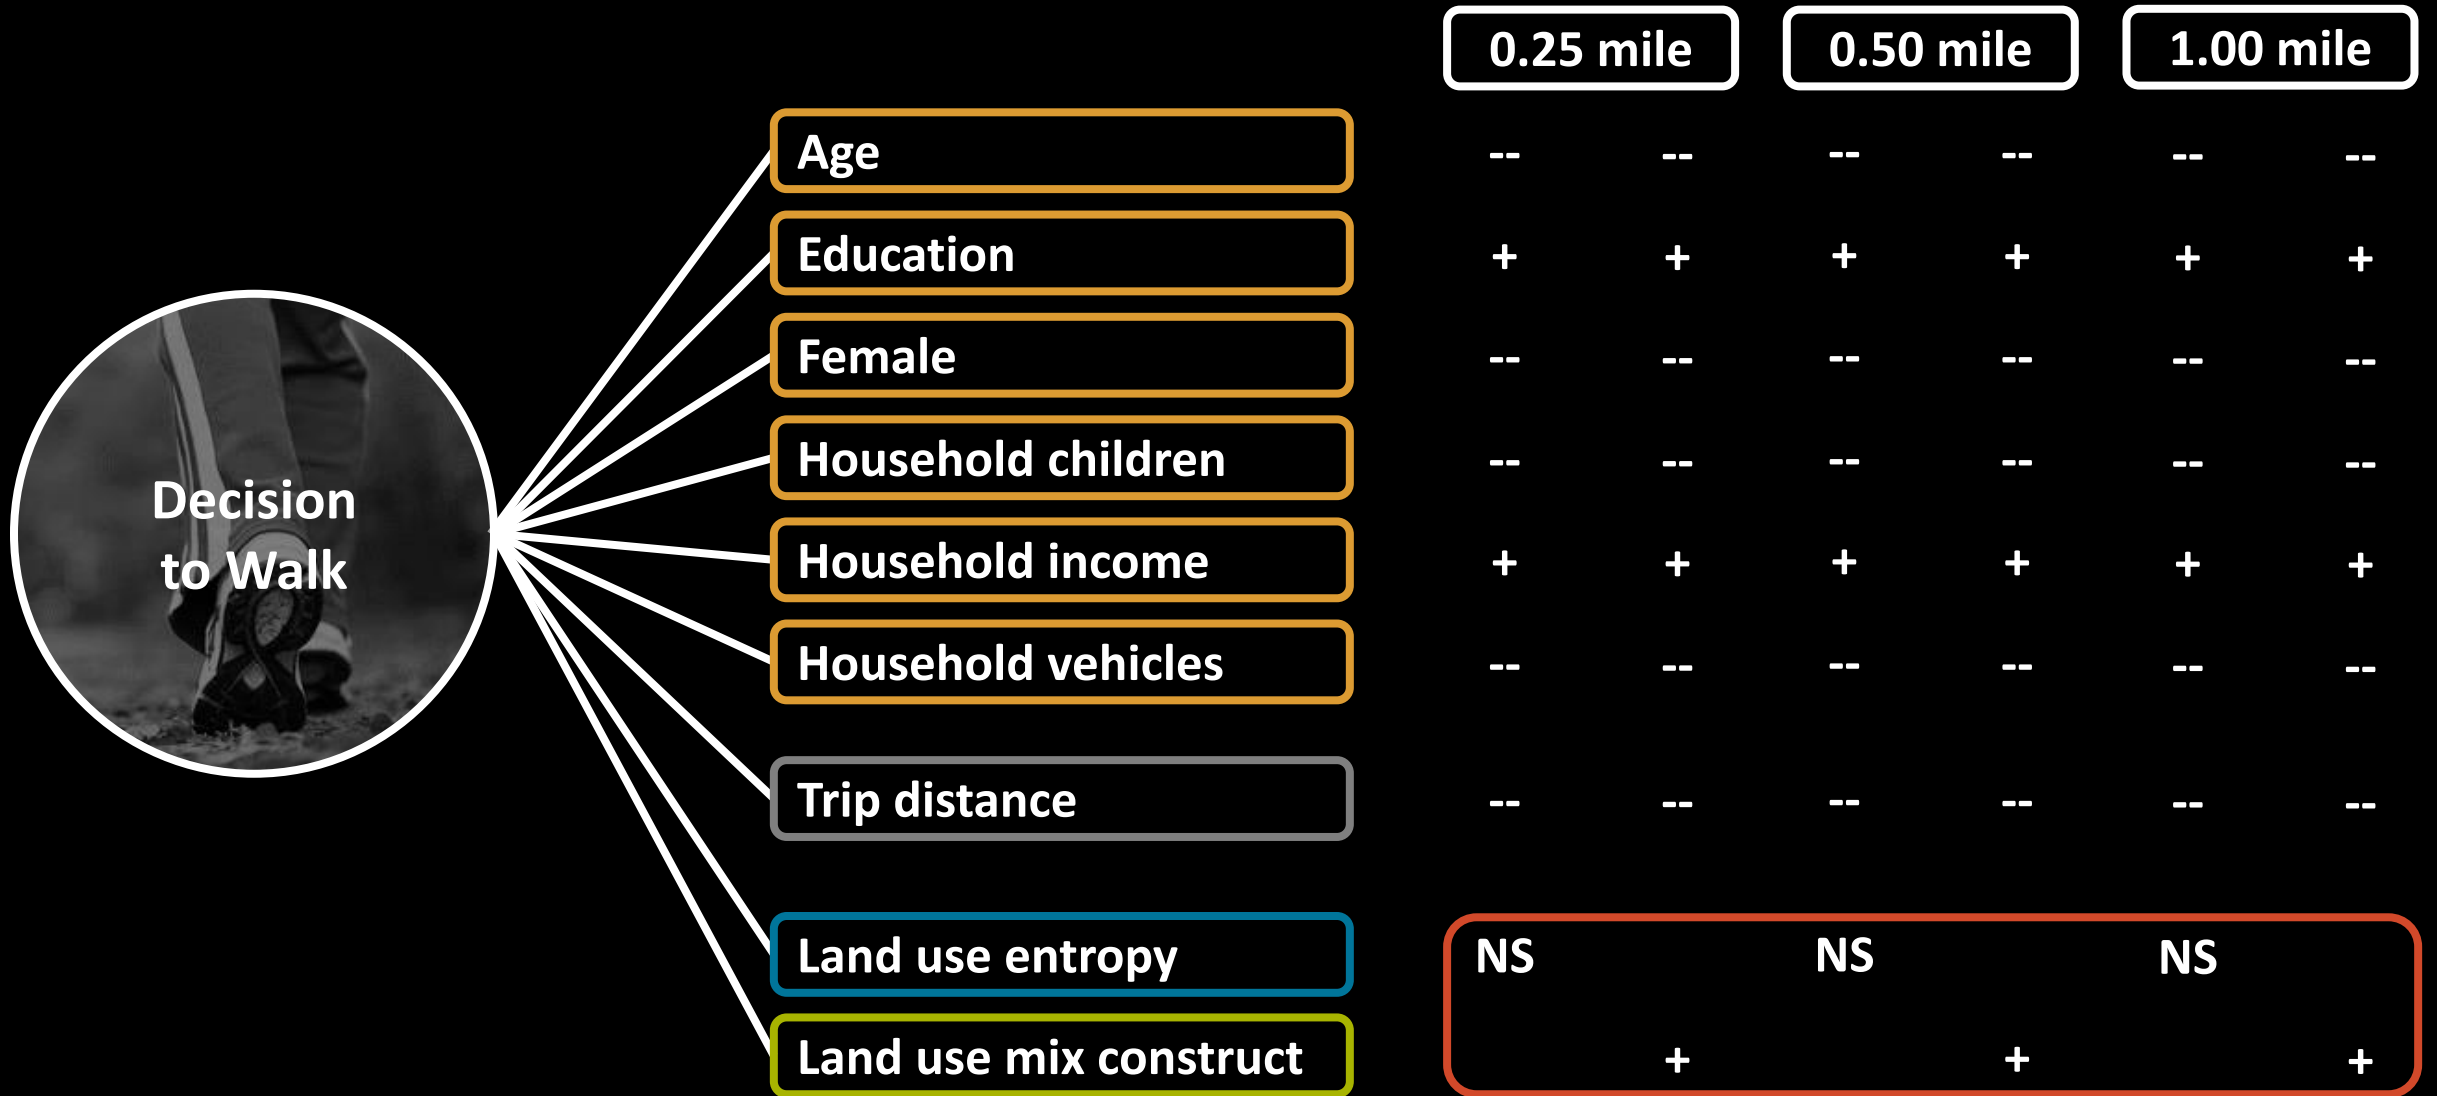 0.25 mile 0.50 mile 1.00 mile
Age -- -- -- -- -- --
Education + + + + + +
Female -- -- -- -- -- --
Household children -- -- -- -- -- --
Decision
to Walk
Household income + + + + + +
Household vehicles -- -- -- -- -- --
Trip distance -- -- -- -- -- --
Land use entropy NS NS NS
Land use mix construct + + +